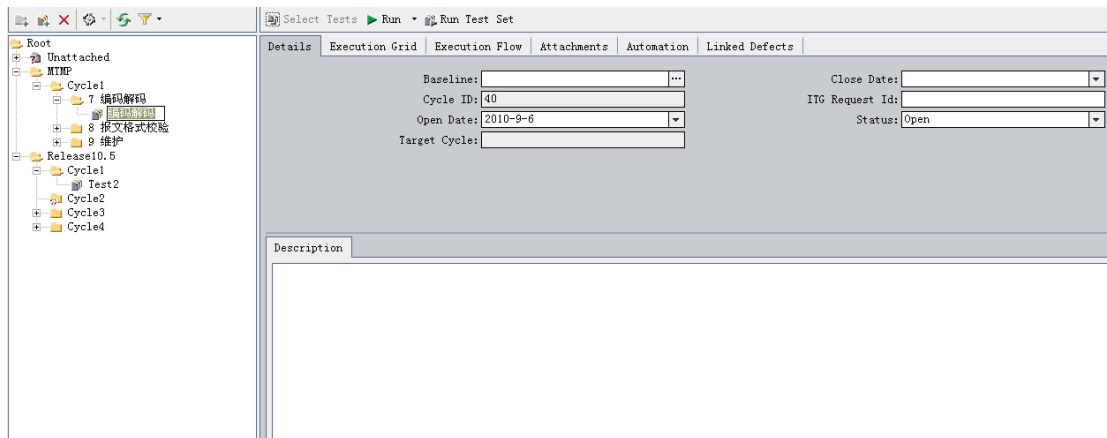 Select Tests Run Run Test Set
Root
Unattached
MTMP
Cycle1
7 编码解码
编码解码
8 报文格式校验
9 维护
Release10.5
Cycle1
Test2
Cycle2
Cycle3
Cycle4
Details Execution Grid Execution Flow Attachments Automation Linked Defects
Baseline: ... Close Date:
Cycle ID: 40 ITG Request Id:
Open Date: 2010-9-6 Status: Open
Target Cycle:
Description